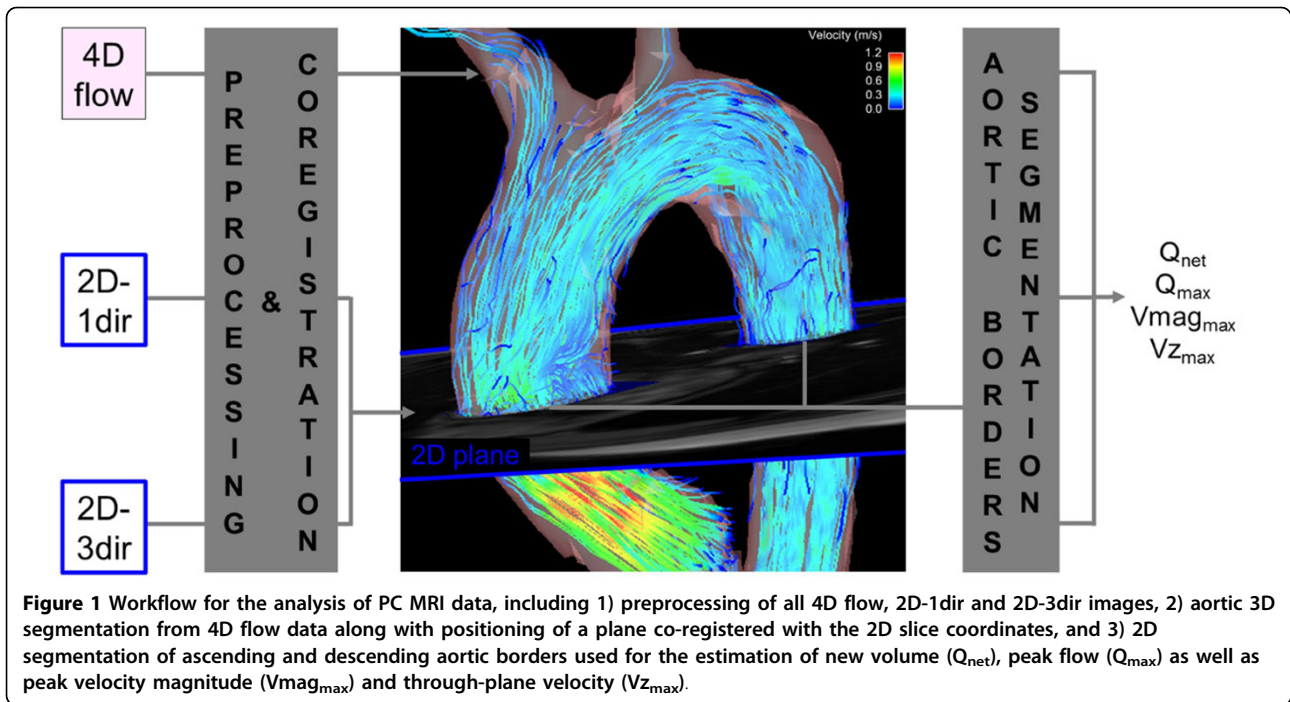 4D
flow
2D-
1dir
2D-
3dir
PREPROCESSING
&
COREGISTRATION
Velocity (m/s)
1.2
0.9
0.6
0.3
0.0
2D plane
AORTIC BORDERS
SEGMENTATION
Qnet
Qmax
Vmagmax
Vzmax
Figure 1 Workflow for the analysis of PC MRI data, including 1) preprocessing of all 4D flow, 2D-1dir and 2D-3dir images, 2) aortic 3D
segmentation from 4D flow data along with positioning of a plane co-registered with the 2D slice coordinates, and 3) 2D
segmentation of ascending and descending aortic borders used for the estimation of new volume (Qnet), peak flow (Qmax) as well as
peak velocity magnitude (Vmagmax) and through-plane velocity (Vzmax).